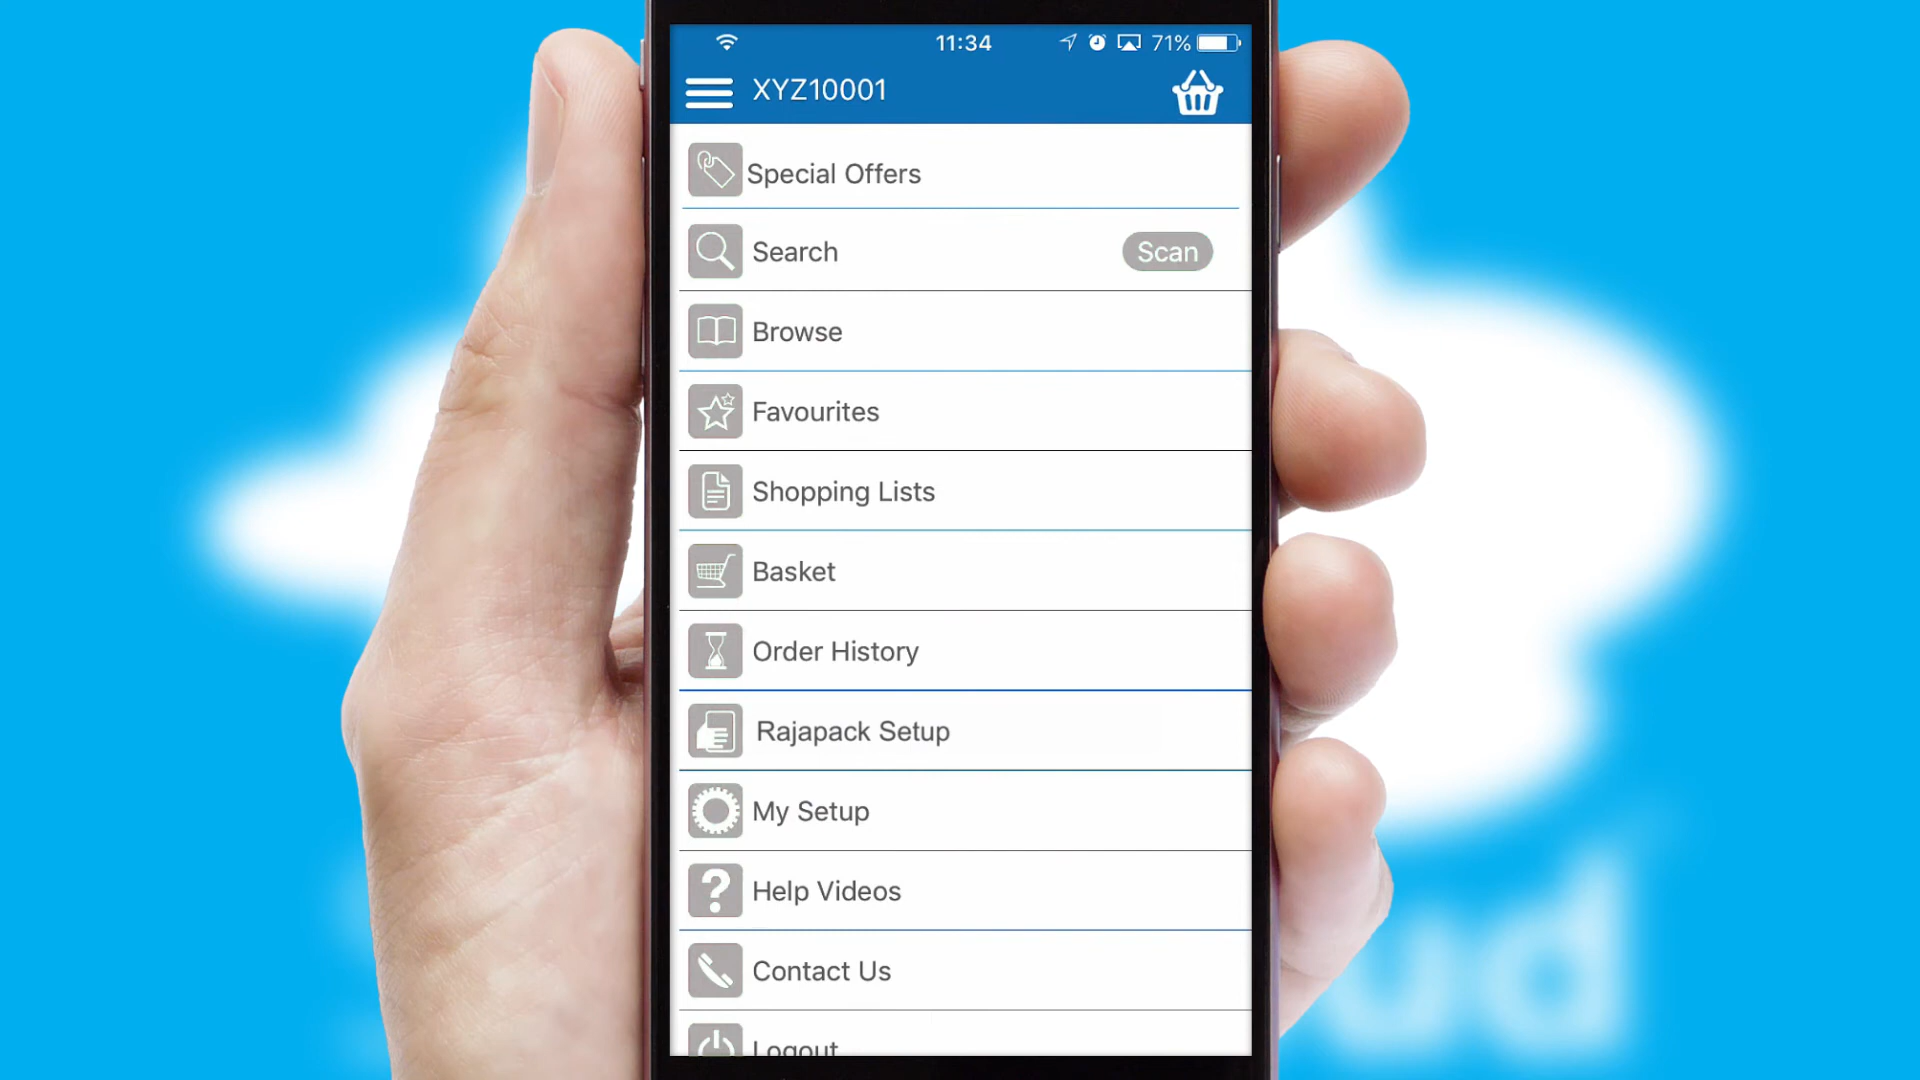 11:34 71%
XYZ10001
Special Offers
Search Scan
Browse
Favourites
Shopping Lists
Basket
Order History
Rajapack Setup
My Setup
Help Videos
Contact Us
Logout
ud